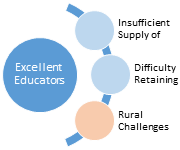 Excellent
Educators
Insufficient
Supply of
Difficulty
Retaining
Rural
Challenges